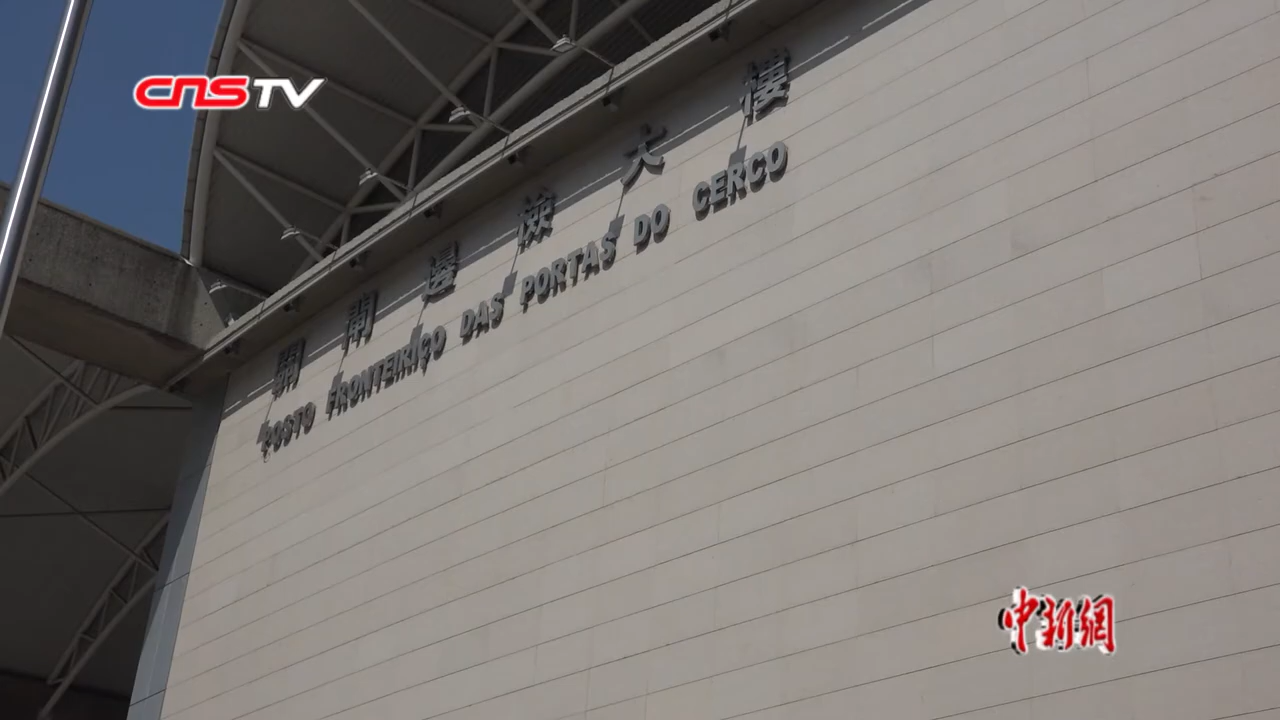 CNSTV
關閘邊檢大樓
POSTO FRONTEIRIÇO DAS PORTAS DO CERCO
中新網